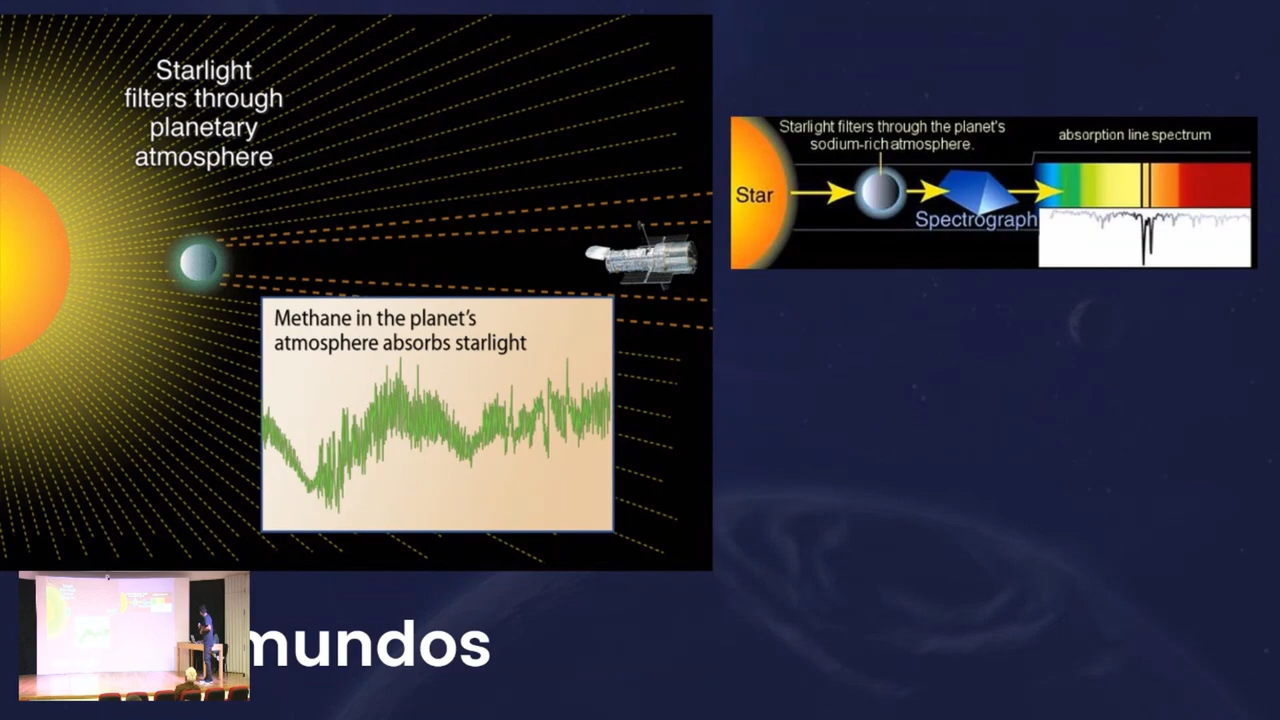 Starlight
filters through
planetary
atmosphere
Methane in the planet's
atmosphere absorbs starlight
Starlight filters through the planet's
sodium-rich atmosphere.
absorption line spectrum
Star
Spectrograph
mundos